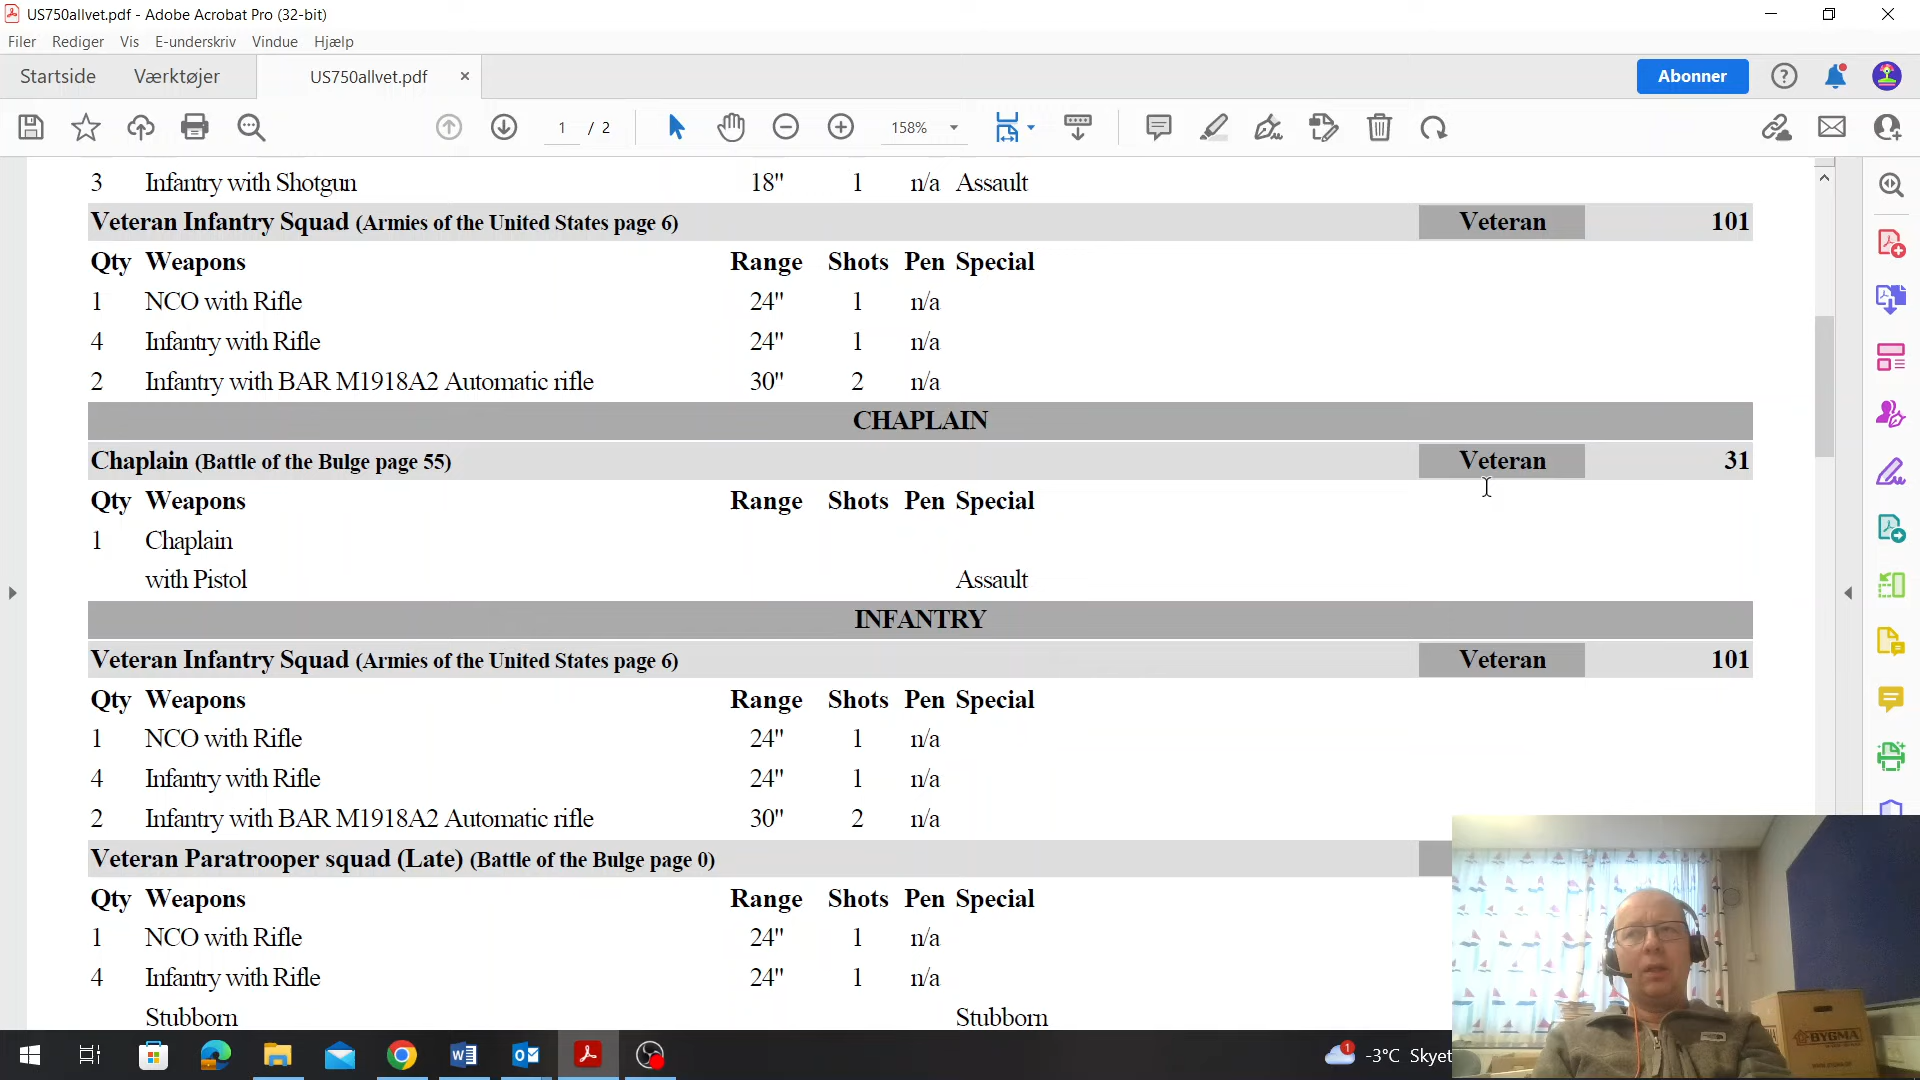 US750allvet.pdf - Adobe Acrobat Pro (32-bit)
Filer Rediger Vis E-underskriv Vindue Hjælp
Startside Værktøjer US750allvet.pdf × Abonner
1 / 2 158%
3 Infantry with Shotgun 18" 1 n/a Assault
Veteran Infantry Squad (Armies of the United States page 6) Veteran 101
Qty Weapons Range Shots Pen Special
1 NCO with Rifle 24" 1 n/a
4 Infantry with Rifle 24" 1 n/a
2 Infantry with BAR M1918A2 Automatic rifle 30" 2 n/a
CHAPLAIN
Chaplain (Battle of the Bulge page 55) Veteran 31
Qty Weapons Range Shots Pen Special
1 Chaplain
with Pistol Assault
INFANTRY
Veteran Infantry Squad (Armies of the United States page 6) Veteran 101
Qty Weapons Range Shots Pen Special
1 NCO with Rifle 24" 1 n/a
4 Infantry with Rifle 24" 1 n/a
2 Infantry with BAR M1918A2 Automatic rifle 30" 2 n/a
Veteran Paratrooper squad (Late) (Battle of the Bulge page 0)
Qty Weapons Range Shots Pen Special
1 NCO with Rifle 24" 1 n/a
4 Infantry with Rifle 24" 1 n/a
Stubborn Stubborn
BYGMA
1 -3°C Skyet